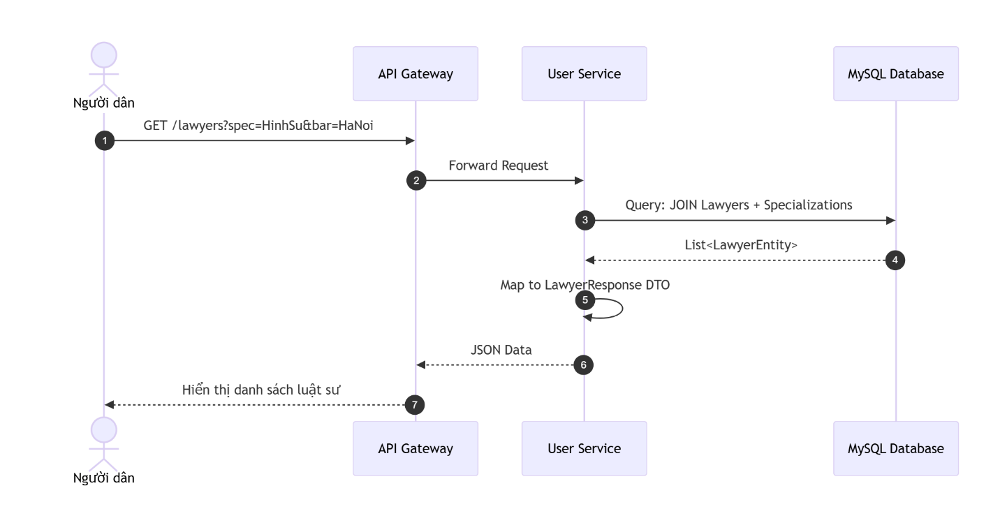 Người dân
API Gateway
User Service
MySQL Database
GET /lawyers?spec=HinhSu&bar=HaNoi
1
Forward Request
2
Query: JOIN Lawyers + Specializations
3
List<LawyerEntity>
4
Map to LawyerResponse DTO
5
JSON Data
6
Hiển thị danh sách luật sư
7
Người dân
API Gateway
User Service
MySQL Database